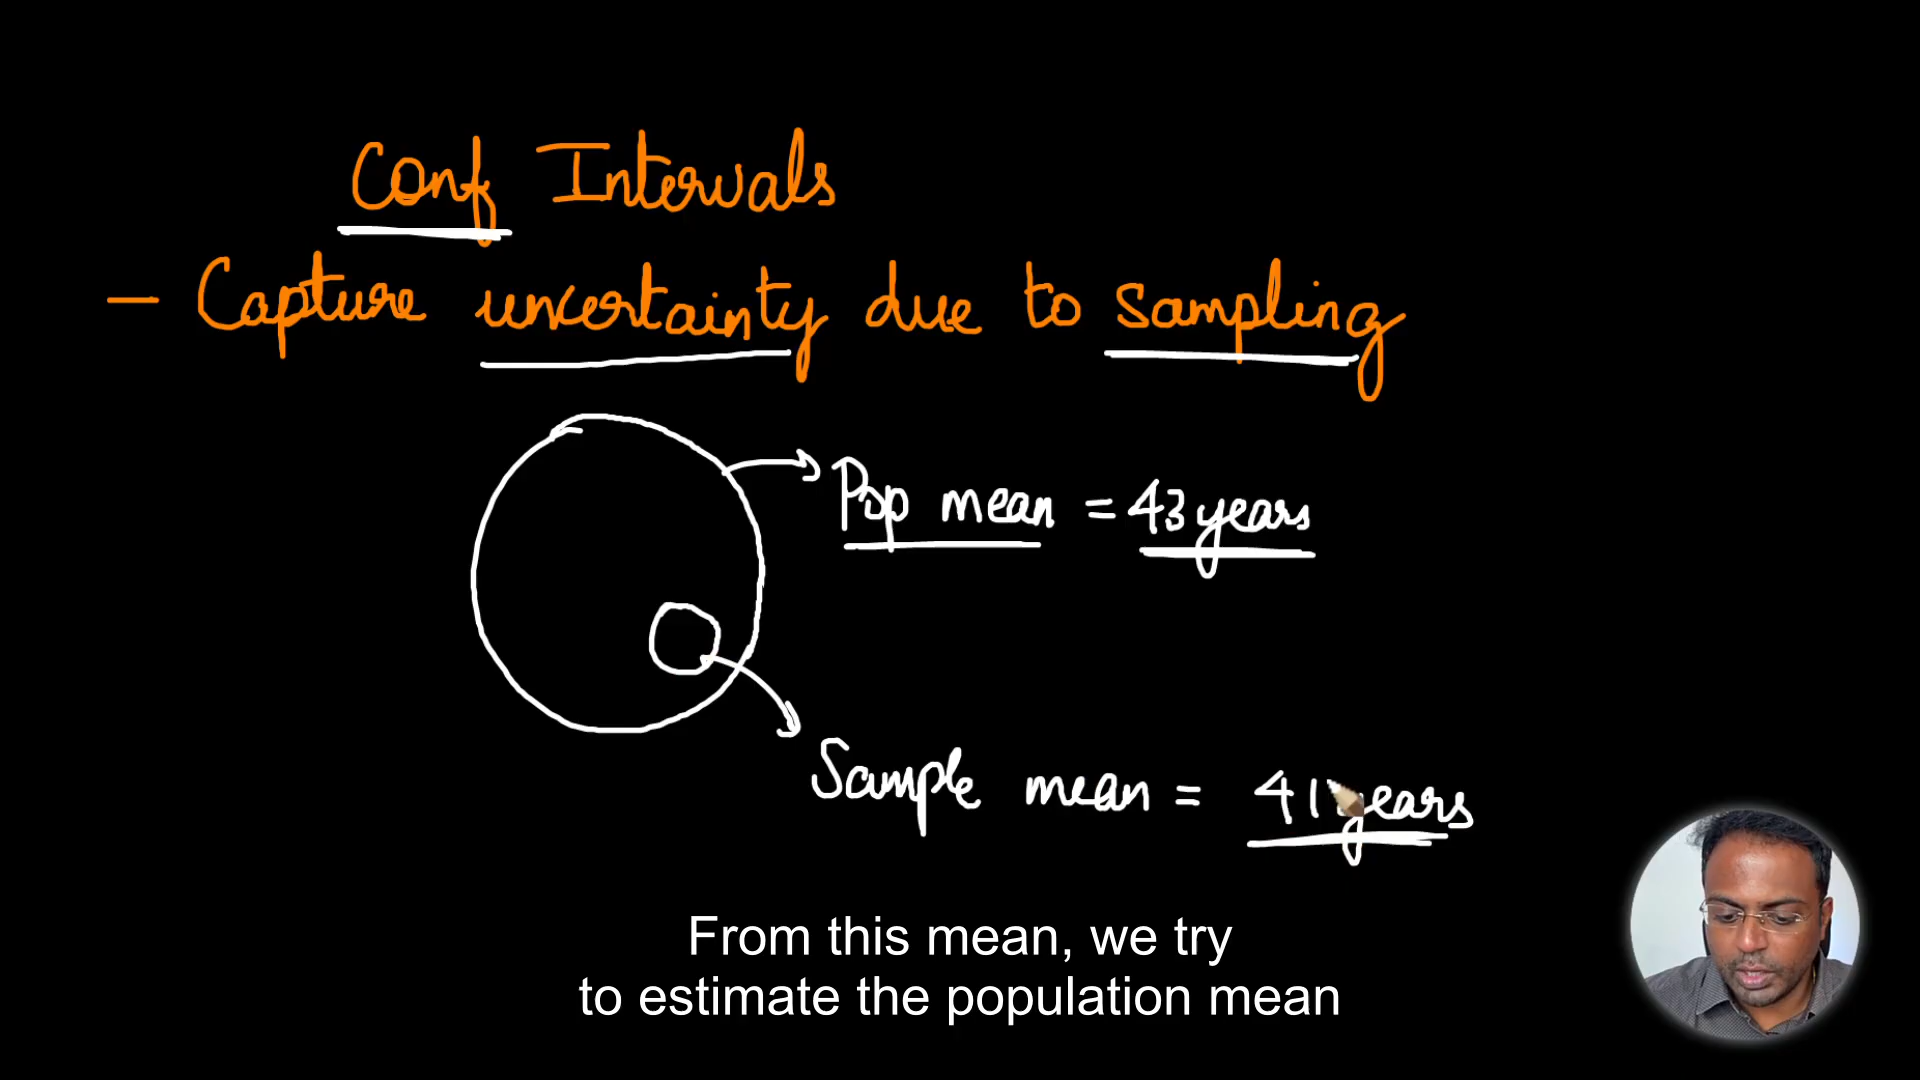 Conf Intervals
– Capture uncertainty due to sampling
Pop mean = 43 years
Sample mean = 41 years
From this mean, we try
to estimate the population mean